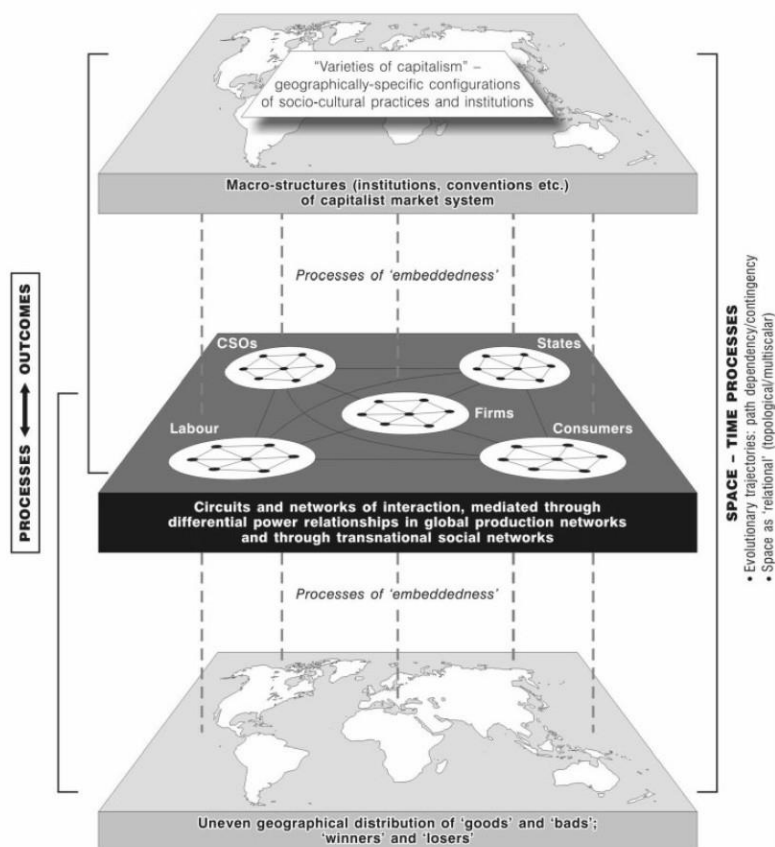 "Varieties of capitalism" –
geographically-specific configurations
of socio-cultural practices and institutions
Macro-structures (institutions, conventions etc.)
of capitalist market system
Processes of 'embeddedness'
CSOs
States
Firms
Labour
Consumers
Circuits and networks of interaction, mediated through
differential power relationships in global production networks
and through transnational social networks
Processes of 'embeddedness'
Uneven geographical distribution of 'goods' and 'bads';
'winners' and 'losers'
PROCESSES ⟷ OUTCOMES
SPACE – TIME PROCESSES
• Evolutionary trajectories: path dependency/contingency
• Space as 'relational' (topological/multiscalar)